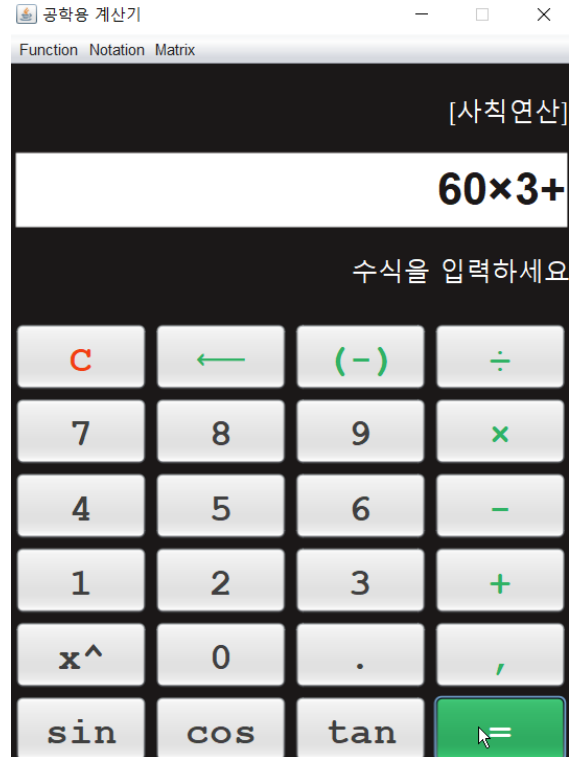 공학용 계산기
Function Notation Matrix
[사칙연산]
60×3+
수식을 입력하세요
C ← (-) ÷
7 8 9 ×
4 5 6 -
1 2 3 +
x^ 0 . ,
sin cos tan =